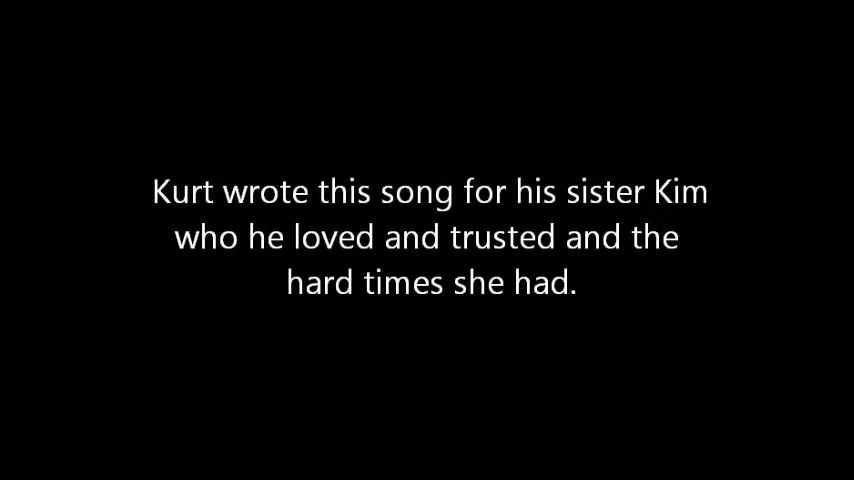 Kurt wrote this song for his sister Kim
who he loved and trusted and the
hard times she had.